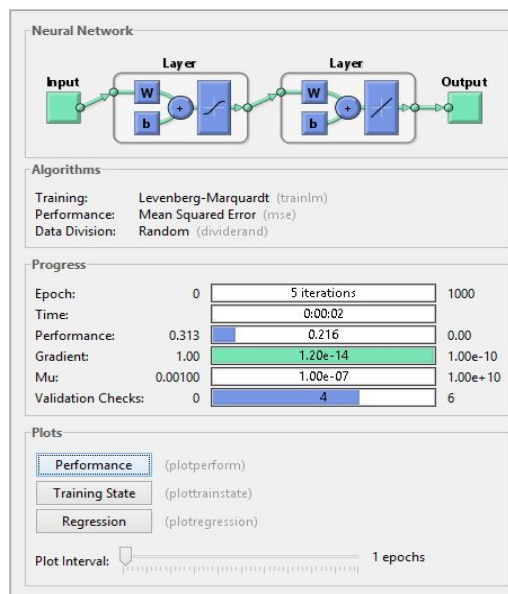 Neural Network
Layer Layer
Input Output
W W
+ +
b b
Algorithms
Training: Levenberg-Marquardt (trainlm)
Performance: Mean Squared Error (mse)
Data Division: Random (dividerand)
Progress
Epoch: 0 5 iterations 1000
Time: 0:00:02
Performance: 0.313 0.216 0.00
Gradient: 1.00 1.20e-14 1.00e-10
Mu: 0.00100 1.00e-07 1.00e+10
Validation Checks: 0 4 6
Plots
Performance (plotperform)
Training State (plottrainstate)
Regression (plotregression)
Plot Interval: 1 epochs